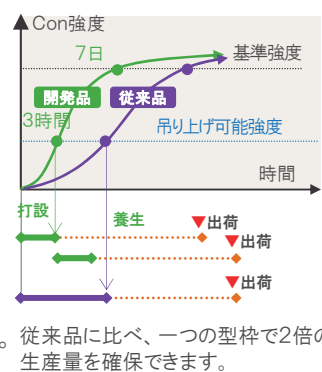 Con強度
7日
基準強度
開発品 従来品
3時間
吊り上げ可能強度
時間
打設
養生
▼出荷
▼出荷
▼出荷
。従来品に比べ、一つの型枠で2倍の
生産量を確保できます。